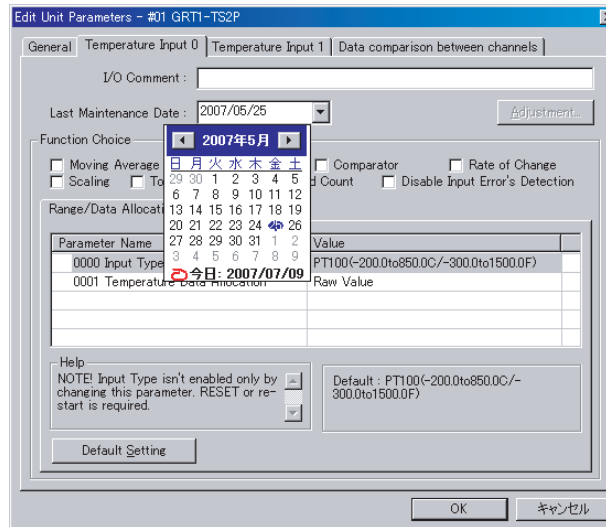 Edit Unit Parameters - #01 GRT1-TS2P
General Temperature Input 0 Temperature Input 1 Data comparison between channels
I/O Comment :
Last Maintenance Date : 2007/05/25 Adjustment...
Function Choice
2007年5月
Moving Average Comparator Rate of Change
日 月 火 水 木 金 土
Scaling Count Disable Input Error's Detection
29 30 1 2 3 4 5
6 7 8 9 10 11 12
Range/Data
13 14 15 16 17 18 19
20 21 22 23 24 25 26
27 28 29 30 31 1 2
3 4 5 6 7 8 9
今日: 2007/07/09
Parameter Name Value
0000 Input Type PT100(-200.0to850.0C/-300.0to1500.0F)
0001 Temperature Data Allocation Raw Value
Help
NOTE! Input Type isn't enabled only by
changing this parameter. RESET or re-
start is required.
Default : PT100(-200.0to850.0C/-
300.0to1500.0F)
Default Setting
OK キャンセル